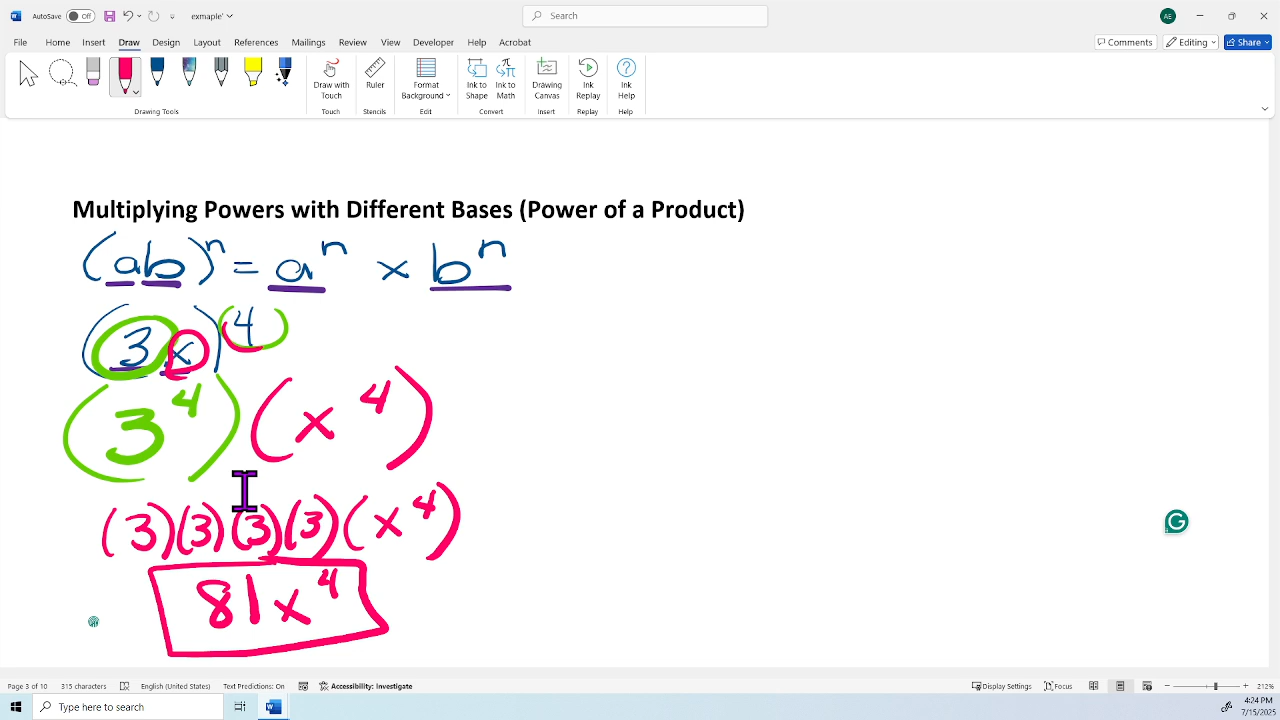 AutoSave Off exmaple' Search AE
File Home Insert Draw Design Layout References Mailings Review View Developer Help Acrobat Comments Editing Share
Draw with Touch Ruler Format Background Ink to Shape Ink to Math Drawing Canvas Ink Replay Ink Help
Drawing Tools Touch Stencils Edit Convert Insert Replay Help
Multiplying Powers with Different Bases (Power of a Product)
(ab)^n = a^n × b^n
(3x)^(4)
(3^4)(x^4)
(3)(3)(3)(3)(x^4)
81x^4
Page 3 of 10 315 characters English (United States) Text Predictions: On Accessibility: Investigate Display Settings Focus 212%
Type here to search 4:24 PM
7/15/2025